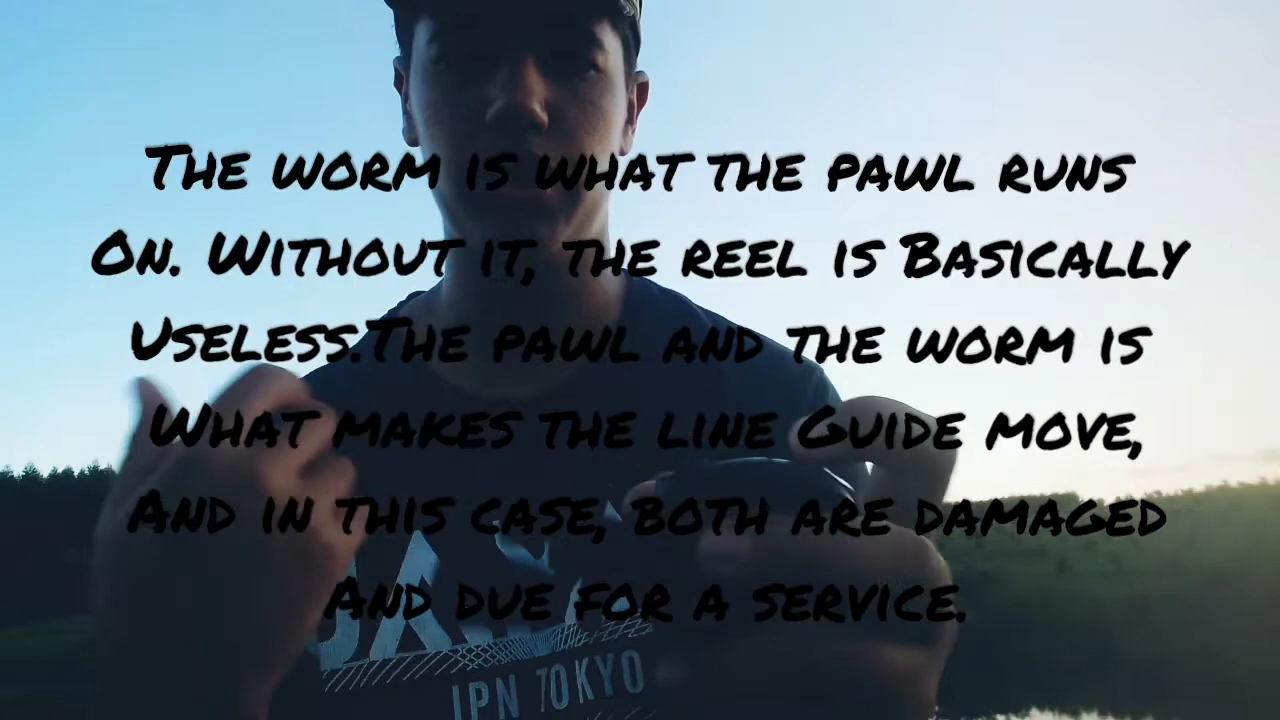 The worm is what the pawl runs
On. Without it, the reel is Basically
Useless.The pawl and the worm is
What makes the line Guide move,
And in this case, both are damaged
And due for a service.
JPN TOKYO